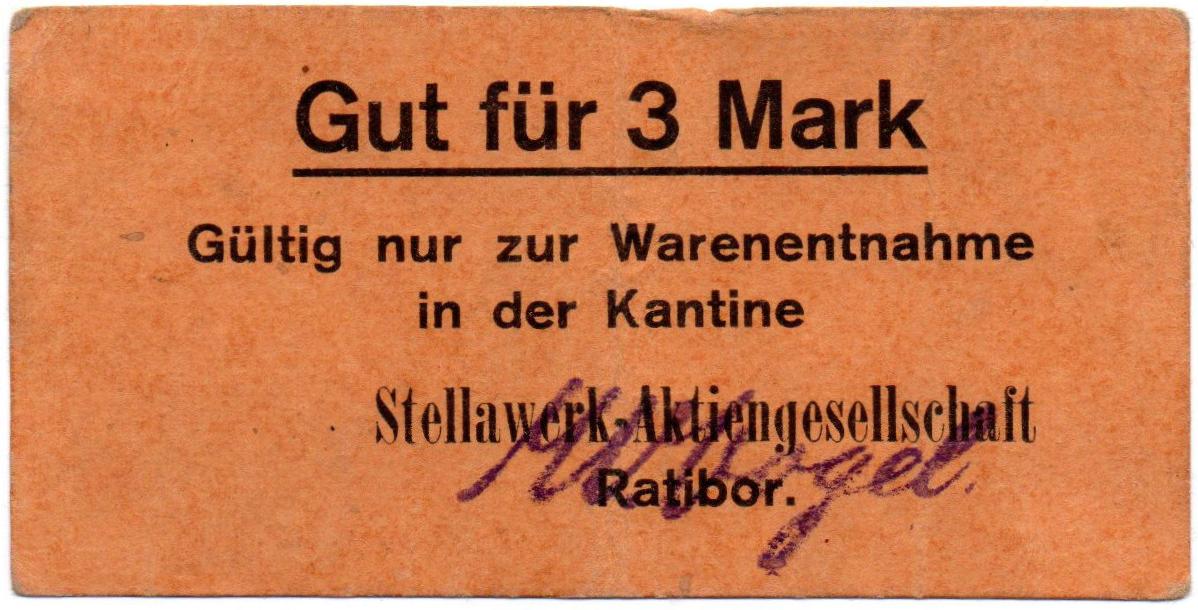 Gut für 3 Mark
Gültig nur zur Warenentnahme
in der Kantine
Stellawerk-Aktiengesellschaft
Ratibor.